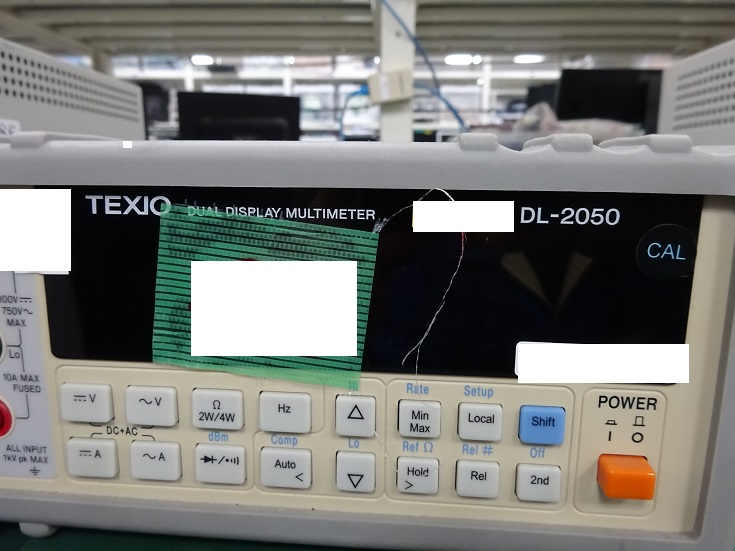 TEXIO DUAL DISPLAY MULTIMETER DL-2050
CAL
750V～
MAX
Lo
10A MAX
FUSED
ALL INPUT
1kV pk MAX
V
～V
Ω
2W/4W
Hz
△
Rate
Min
Max
Setup
Local
Shift
POWER
I O
DC+AC
A
～A
dBm
Comp
Auto
<
Lo
▽
Ref Ω
Hold
>
Rel #
Rel
Off
2nd